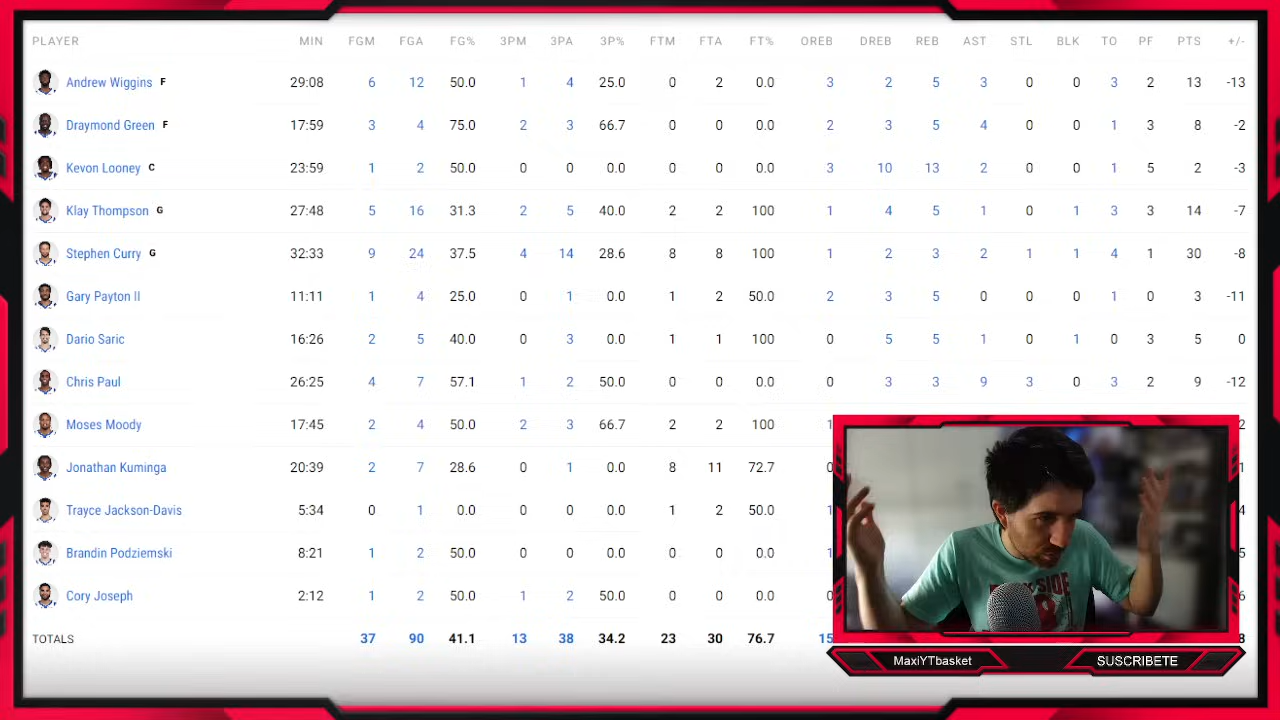 PLAYER MIN FGM FGA FG% 3PM 3PA 3P% FTM FTA FT% OREB DREB REB AST STL BLK TO PF PTS +/-
Andrew Wiggins F 29:08 6 12 50.0 1 4 25.0 0 2 0.0 3 2 5 3 0 0 3 2 13 -13
Draymond Green F 17:59 3 4 75.0 2 3 66.7 0 0 0.0 2 3 5 4 0 0 1 3 8 -2
Kevon Looney C 23:59 1 2 50.0 0 0 0.0 0 0 0.0 3 10 13 2 0 0 1 5 2 -3
Klay Thompson G 27:48 5 16 31.3 2 5 40.0 2 2 100 1 4 5 1 0 1 3 3 14 -7
Stephen Curry G 32:33 9 24 37.5 4 14 28.6 8 8 100 1 2 3 2 1 1 4 1 30 -8
Gary Payton II 11:11 1 4 25.0 0 1 0.0 1 2 50.0 2 3 5 0 0 0 1 0 3 -11
Dario Saric 16:26 2 5 40.0 0 3 0.0 1 1 100 0 5 5 1 0 1 0 3 5 0
Chris Paul 26:25 4 7 57.1 1 2 50.0 0 0 0.0 0 3 3 9 3 0 3 2 9 -12
Moses Moody 17:45 2 4 50.0 2 3 66.7 2 2 100 1 2
Jonathan Kuminga 20:39 2 7 28.6 0 1 0.0 8 11 72.7 0 1
Trayce Jackson-Davis 5:34 0 1 0.0 0 0 0.0 1 2 50.0 1 4
Brandin Podziemski 8:21 1 2 50.0 0 0 0.0 0 0 0.0 1 5
Cory Joseph 2:12 1 2 50.0 1 2 50.0 0 0 0.0 0 6
TOTALS 37 90 41.1 13 38 34.2 23 30 76.7 15 8
MaxiYTbasket SUSCRIBETE